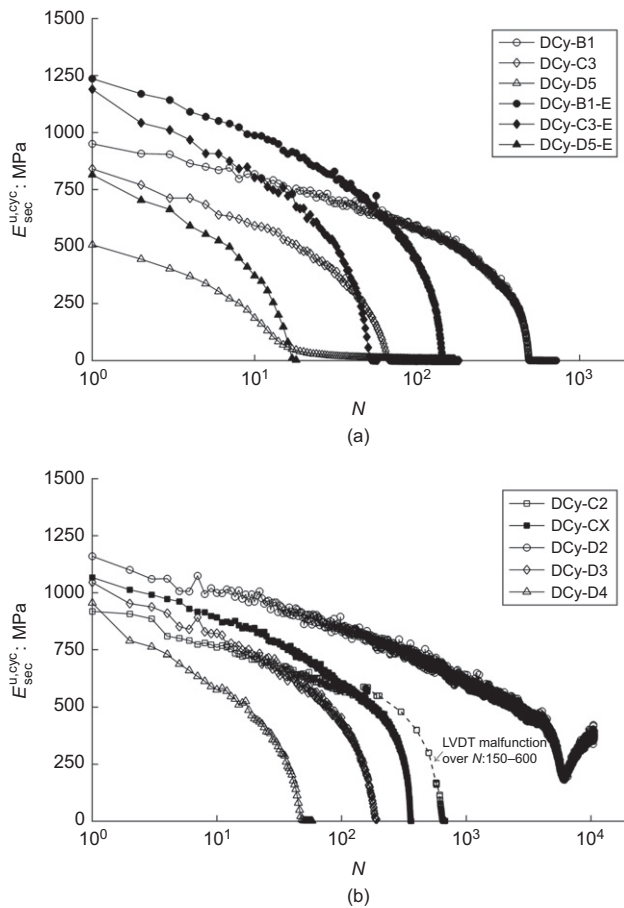 1500
1250
1000
750
500
250
0
E_sec^u,cyc: MPa
10^0
10^1
10^2
10^3
N
DCy-B1
DCy-C3
DCy-D5
DCy-B1-E
DCy-C3-E
DCy-D5-E
(a)
1500
1250
1000
750
500
250
0
E_sec^u,cyc: MPa
10^0
10^1
10^2
10^3
10^4
N
DCy-C2
DCy-CX
DCy-D2
DCy-D3
DCy-D4
LVDT malfunction
over N:150–600
(b)